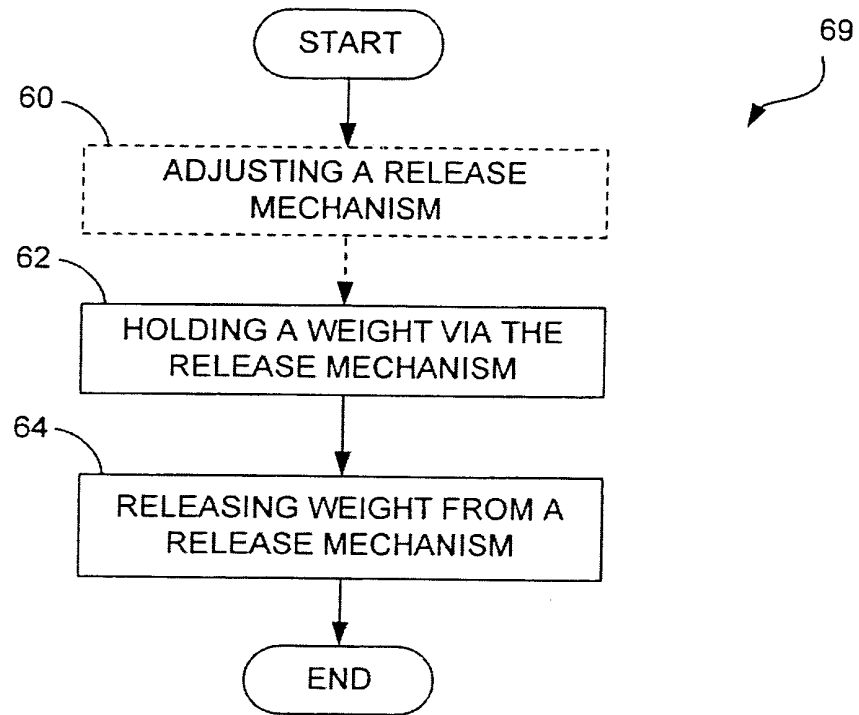 START
69
60
ADJUSTING A RELEASE
MECHANISM
62
HOLDING A WEIGHT VIA THE
RELEASE MECHANISM
64
RELEASING WEIGHT FROM A
RELEASE MECHANISM
END